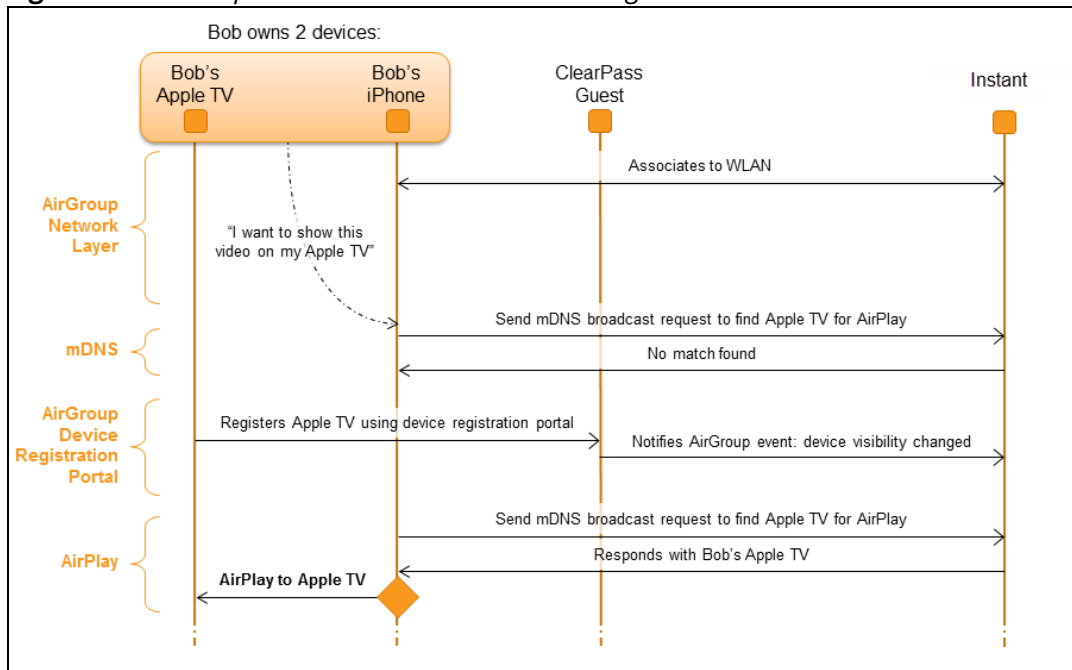 Bob owns 2 devices:
Bob's
Apple TV
Bob's
iPhone
ClearPass
Guest
Instant
Associates to WLAN
AirGroup
Network
Layer
"I want to show this
video on my Apple TV"
Send mDNS broadcast request to find Apple TV for AirPlay
mDNS
No match found
AirGroup
Device
Registration
Portal
Registers Apple TV using device registration portal
Notifies AirGroup event: device visibility changed
Send mDNS broadcast request to find Apple TV for AirPlay
AirPlay
Responds with Bob's Apple TV
AirPlay to Apple TV